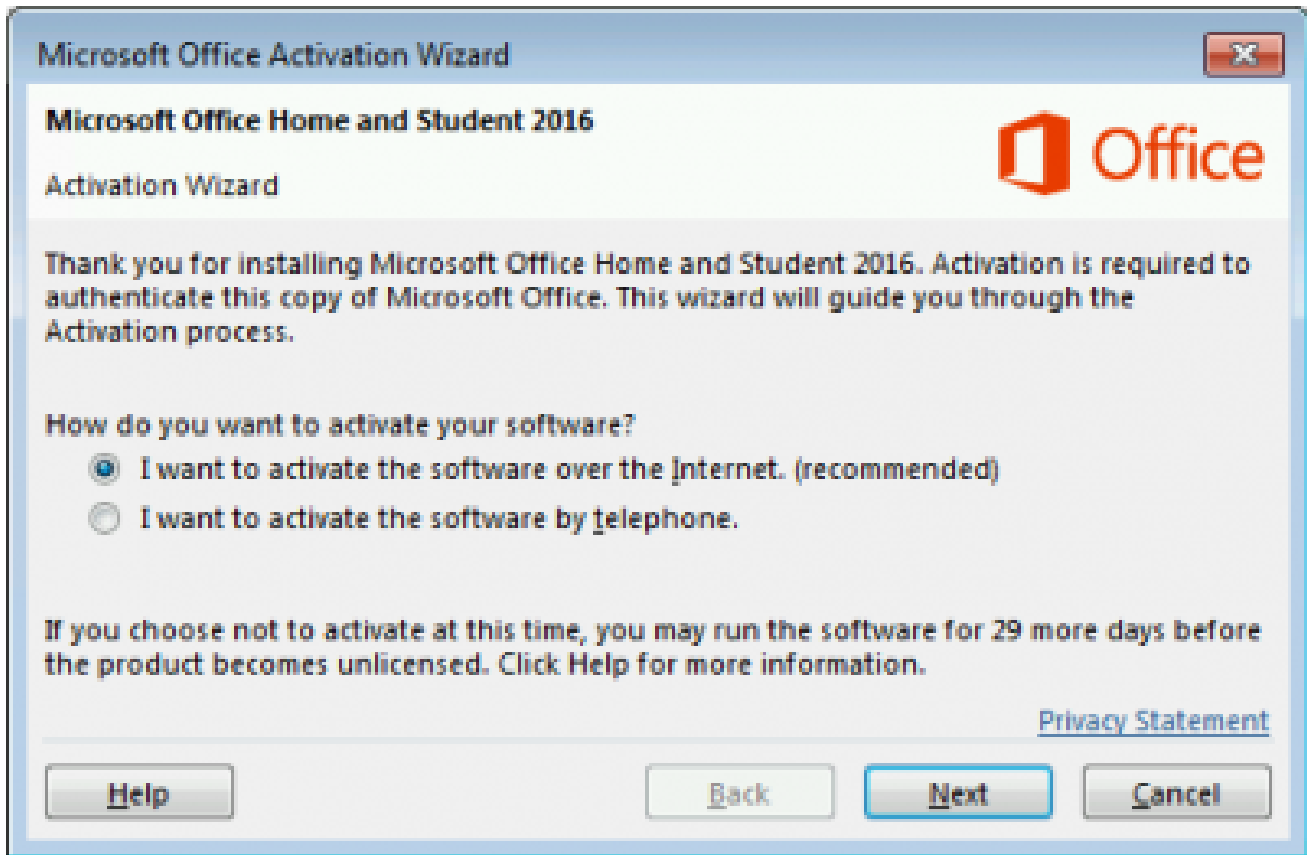 Microsoft Office Activation Wizard
Microsoft Office Home and Student 2016
Office
Activation Wizard
Thank you for installing Microsoft Office Home and Student 2016. Activation is required to
authenticate this copy of Microsoft Office. This wizard will guide you through the
Activation process.
How do you want to activate your software?
I want to activate the software over the Internet. (recommended)
I want to activate the software by telephone.
If you choose not to activate at this time, you may run the software for 29 more days before
the product becomes unlicensed. Click Help for more information.
Privacy Statement
Help Back Next Cancel